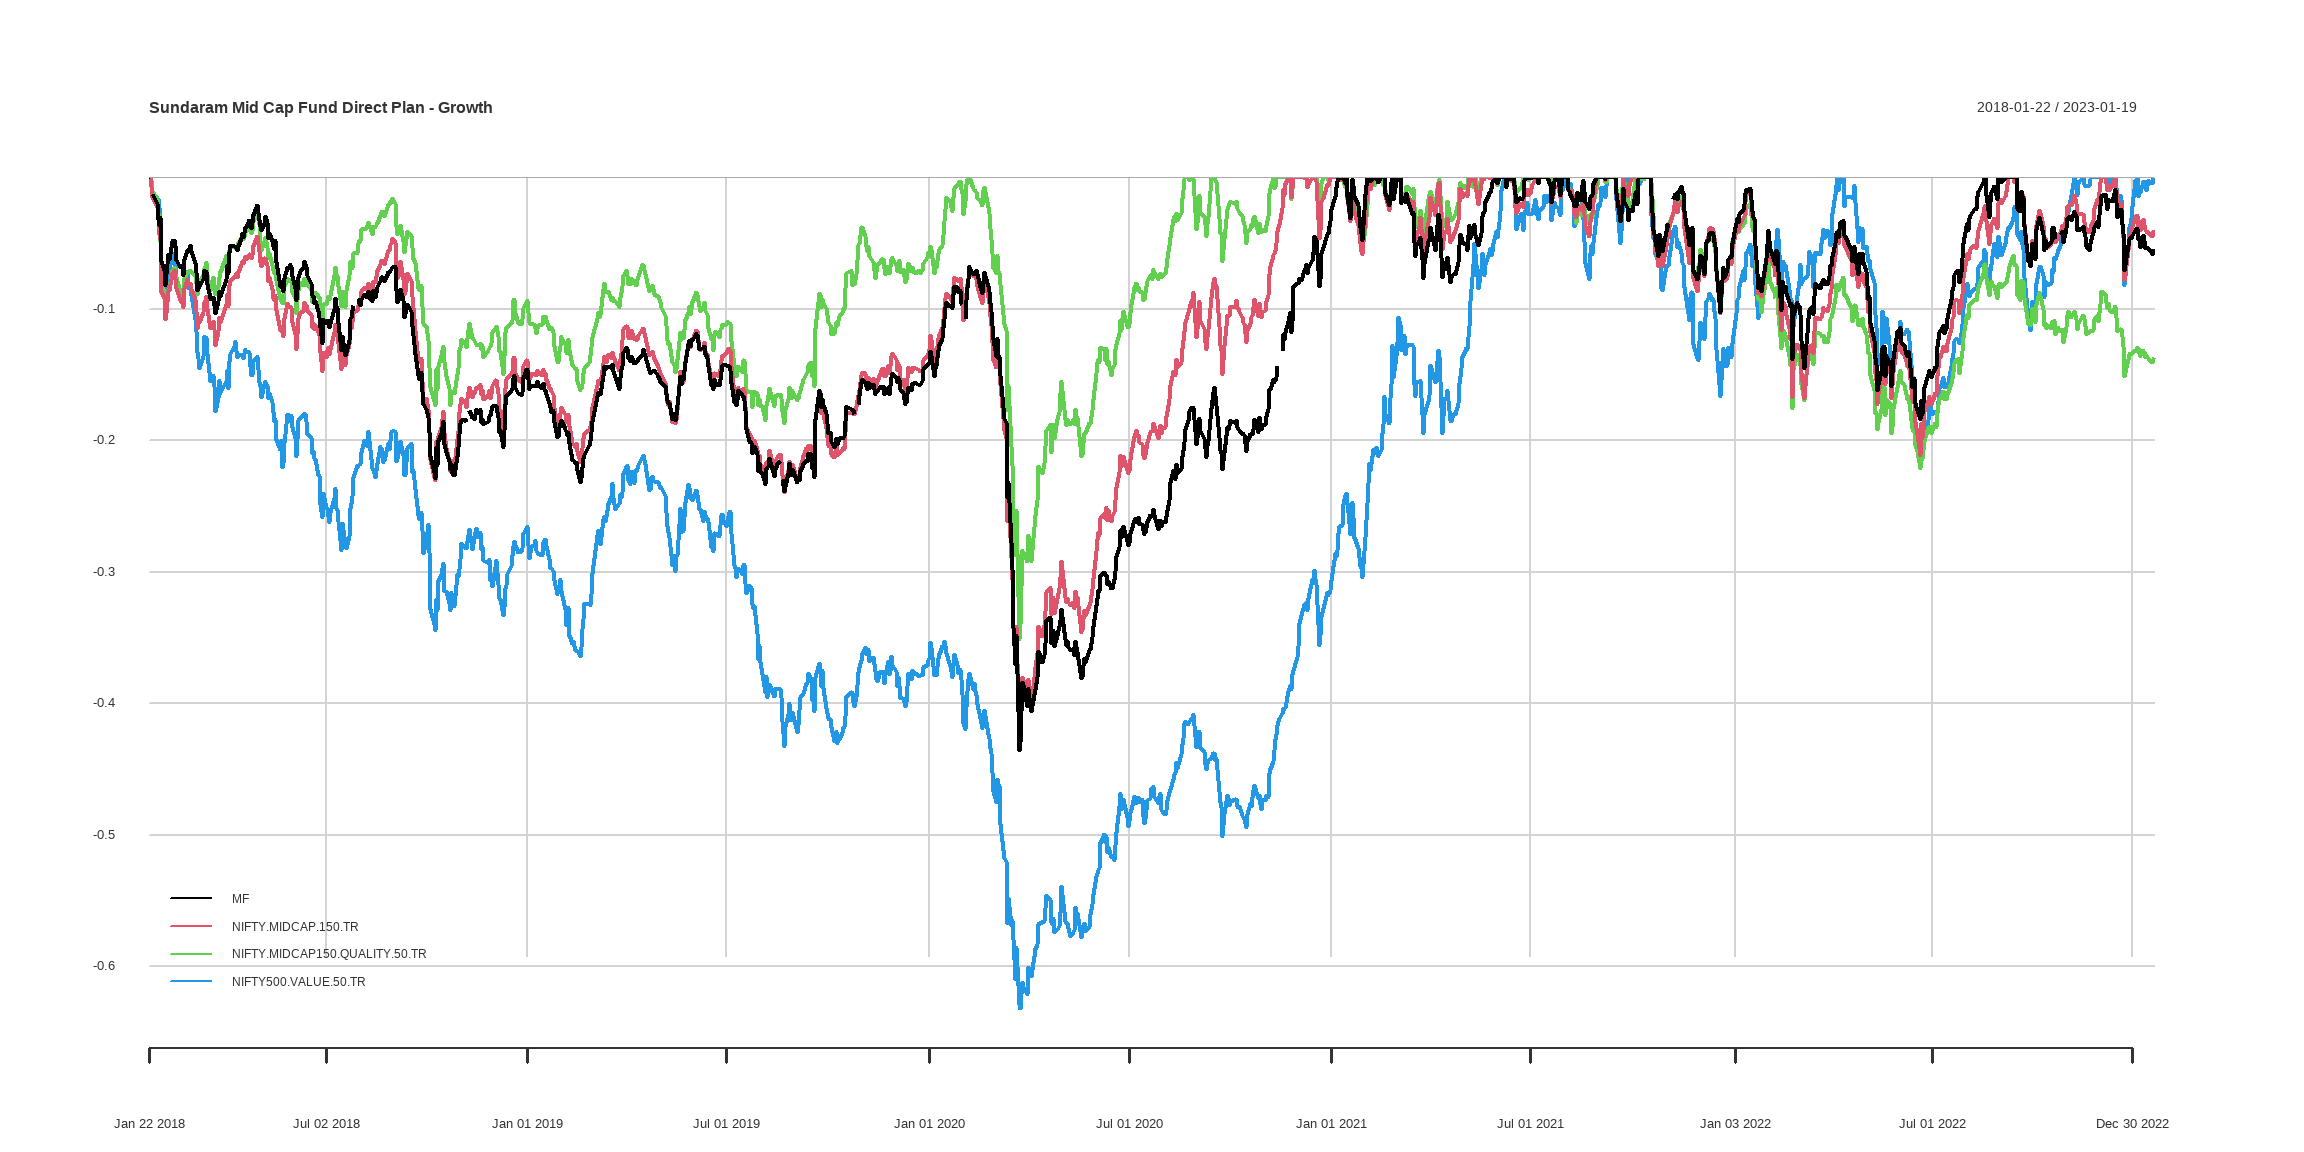 Sundaram Mid Cap Fund Direct Plan - Growth
2018-01-22 / 2023-01-19
-0.1
-0.2
-0.3
-0.4
-0.5
-0.6
MF
NIFTY.MIDCAP.150.TR
NIFTY.MIDCAP150.QUALITY.50.TR
NIFTY500.VALUE.50.TR
Jan 22 2018 Jul 02 2018 Jan 01 2019 Jul 01 2019 Jan 01 2020 Jul 01 2020 Jan 01 2021 Jul 01 2021 Jan 03 2022 Jul 01 2022 Dec 30 2022